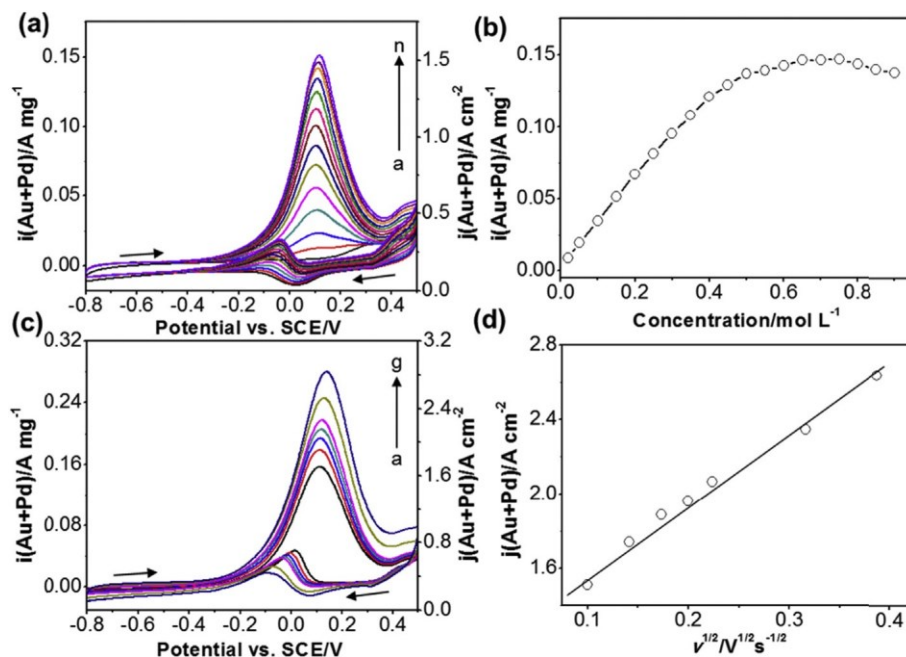 (a)
n
a
0.15
0.10
0.05
0.00
i(Au+Pd)/A mg⁻¹
1.5
1.0
0.5
0.0
j(Au+Pd)/A cm⁻²
-0.8 -0.6 -0.4 -0.2 0.0 0.2 0.4
Potential vs. SCE/V
(b)
0.15
0.10
0.05
0.00
i(Au+Pd)/A mg⁻¹
0.0 0.2 0.4 0.6 0.8
Concentration/mol L⁻¹
(c)
g
a
0.32
0.24
0.16
0.08
0.00
i(Au+Pd)/A mg⁻¹
3.2
2.4
1.6
0.8
0.0
j(Au+Pd)/A cm⁻²
-0.8 -0.6 -0.4 -0.2 0.0 0.2 0.4
Potential vs. SCE/V
(d)
2.8
2.4
2.0
1.6
j(Au+Pd)/A cm⁻²
0.1 0.2 0.3 0.4
v¹ᐟ²/V¹ᐟ²s⁻¹ᐟ²